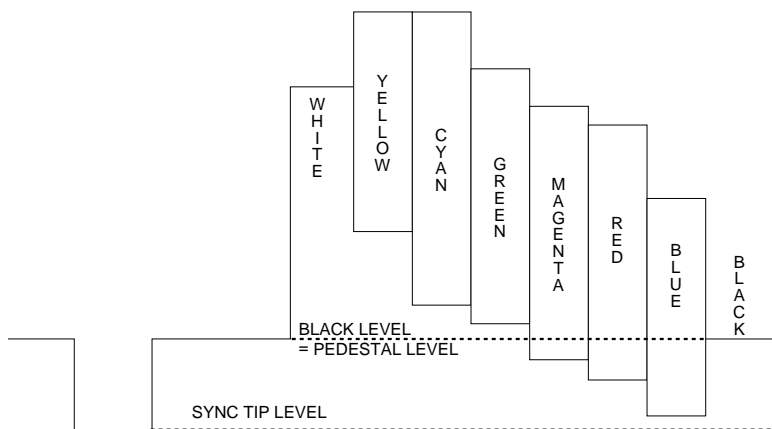 WHITE
YELLOW
CYAN
GREEN
MAGENTA
RED
BLUE
BLACK
BLACK LEVEL
= PEDESTAL LEVEL
SYNC TIP LEVEL